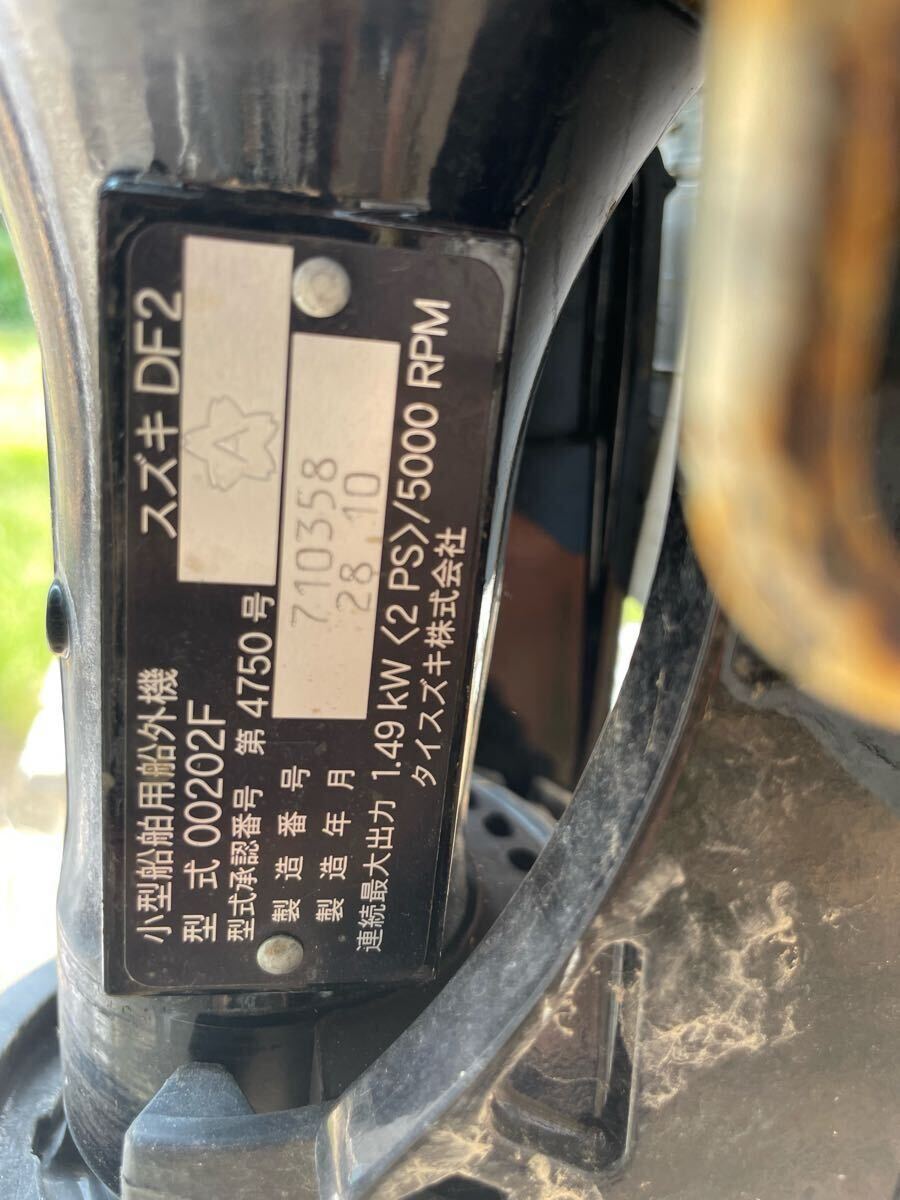 小型船舶用船外機 スズキ DF2
型式 00202F
A
型式承認番号 第 4750 号
製造番号 710358
製造年月 28 10
連続最大出力 1.49 kW〈2 PS〉/5000 RPM
タイスズキ株式会社